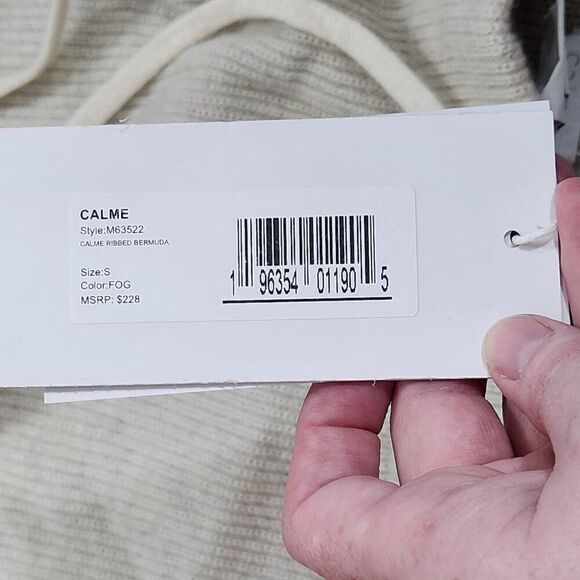 CALME
Style:M63522
CALME RIBBED BERMUDA
Size:S
Color:FOG
MSRP: $228
1 96354 01190 5